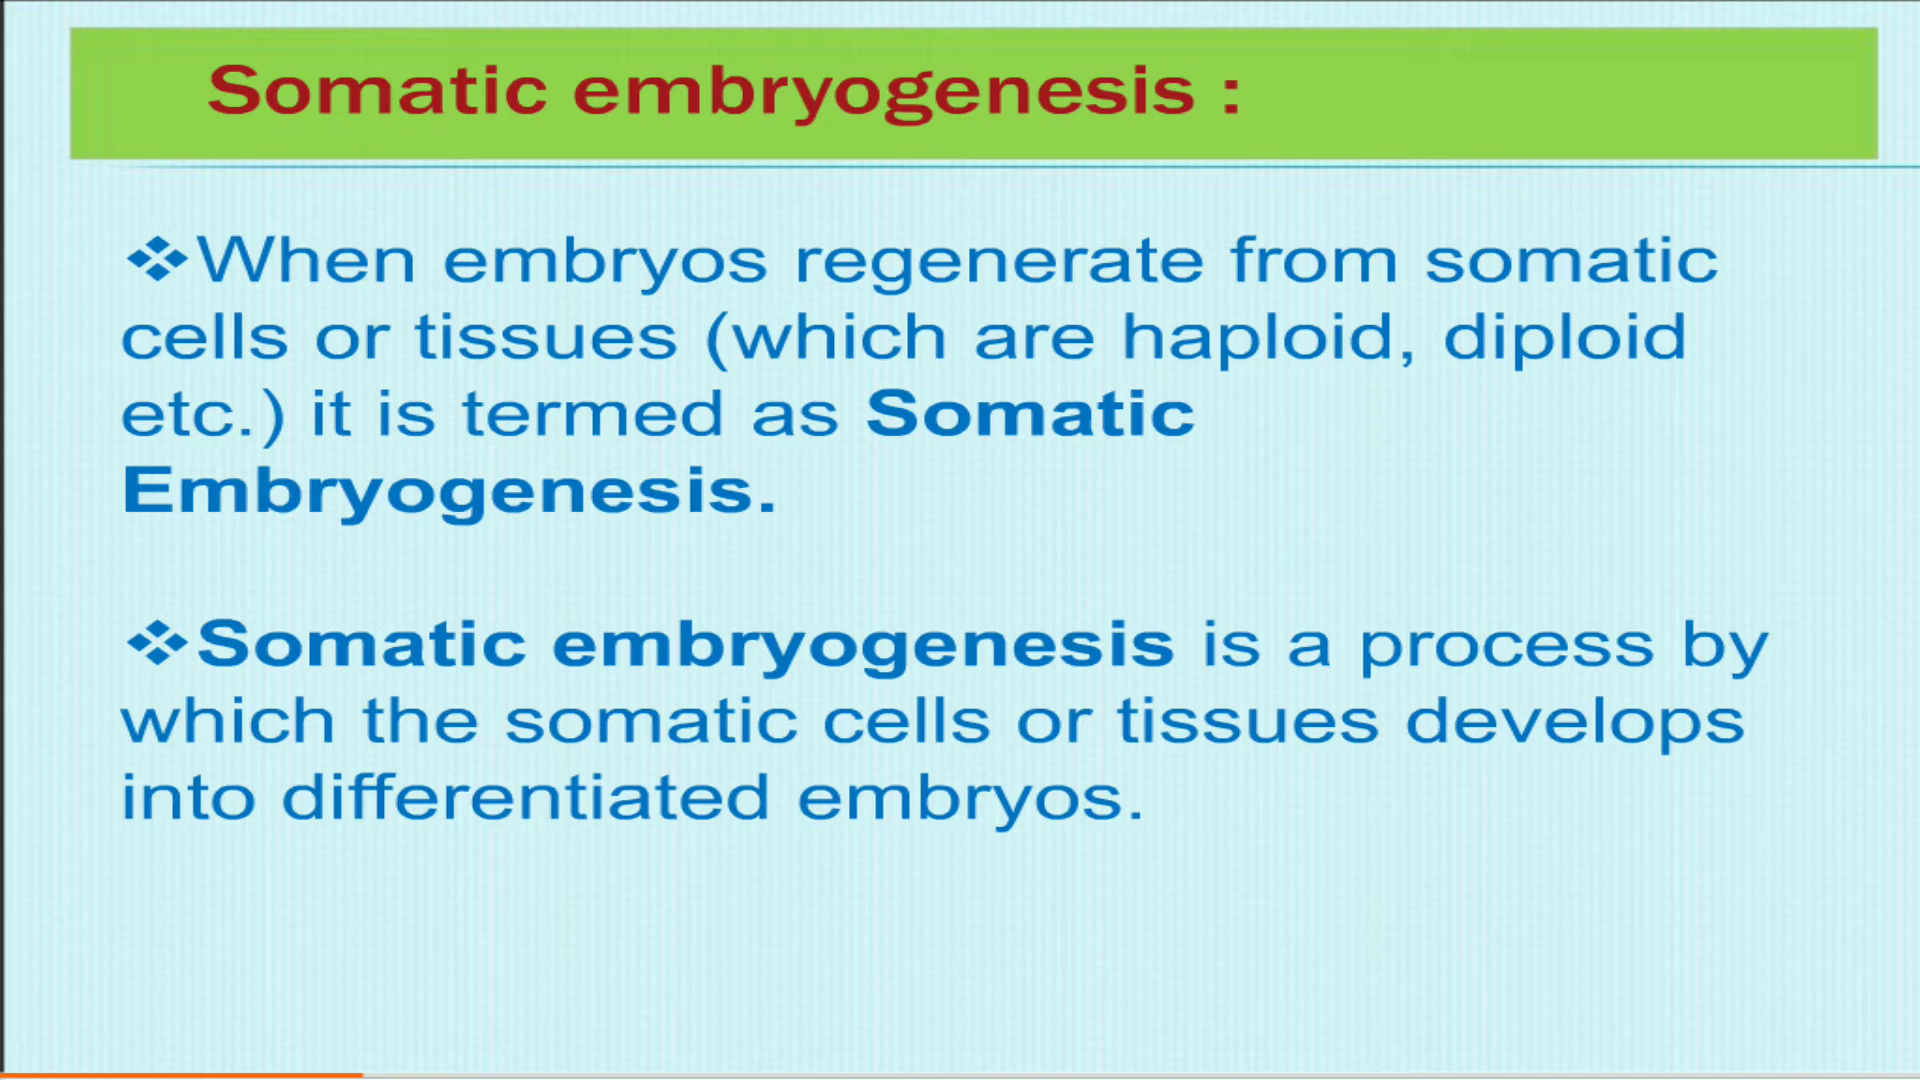 Somatic embryogenesis :
❖When embryos regenerate from somatic
cells or tissues (which are haploid, diploid
etc.) it is termed as Somatic
Embryogenesis.
❖Somatic embryogenesis is a process by
which the somatic cells or tissues develops
into differentiated embryos.